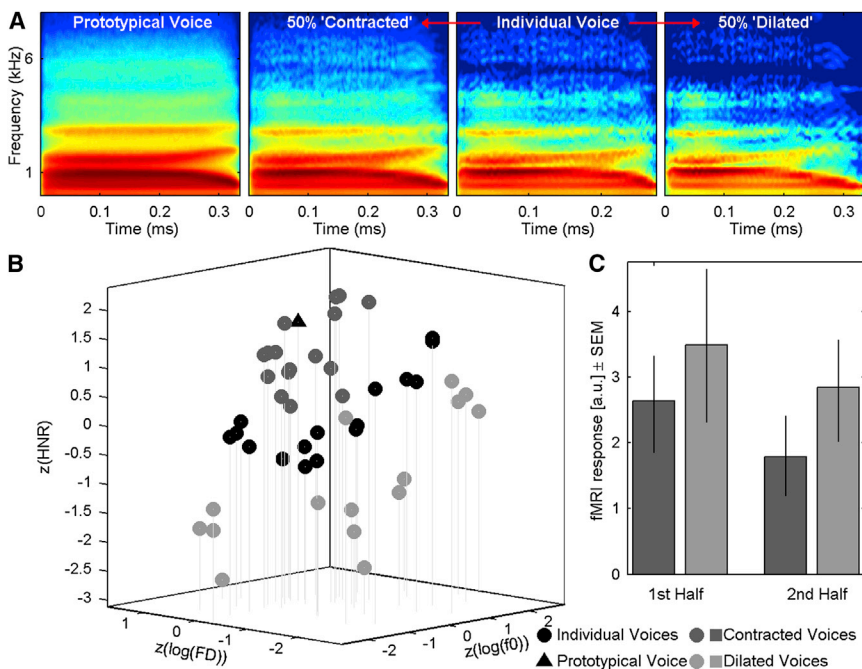 A
Prototypical Voice
50% 'Contracted'
Individual Voice
50% 'Dilated'
Frequency (kHz)
6
1
0 0.1 0.2 0.3
Time (ms)
0 0.1 0.2 0.3
Time (ms)
0 0.1 0.2
Time (ms)
0 0.1 0.2 0.3
Time (ms)
B
z(HNR)
2
1.5
1
0.5
0
-0.5
-1
-1.5
-2
-2.5
-3
1 0 -1 -2
z(log(FD))
-2 -1 0 1 2
z(log(f0))
C
fMRI response [a.u.] ± SEM
4
3
2
1
0
1st Half 2nd Half
Individual Voices
Contracted Voices
Prototypical Voice
Dilated Voices